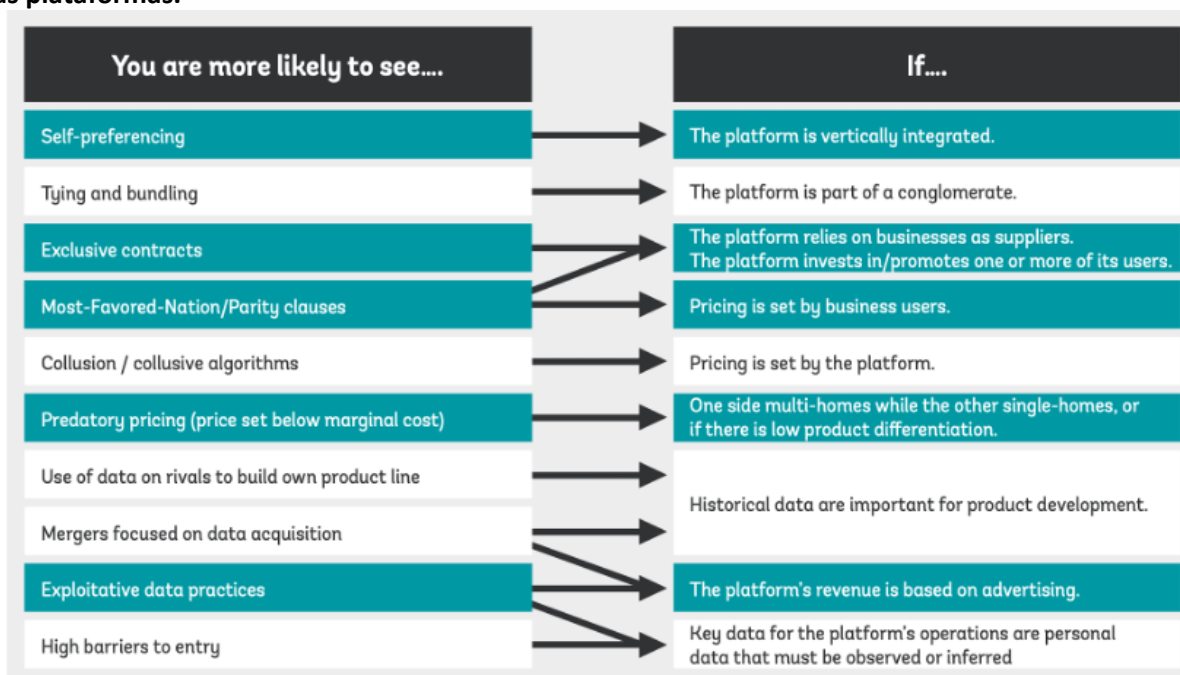 as plataformas.
You are more likely to see....
If....
Self-preferencing
The platform is vertically integrated.
Tying and bundling
The platform is part of a conglomerate.
Exclusive contracts
The platform relies on businesses as suppliers.
The platform invests in/promotes one or more of its users.
Most-Favored-Nation/Parity clauses
Pricing is set by business users.
Collusion / collusive algorithms
Pricing is set by the platform.
Predatory pricing (price set below marginal cost)
One side multi-homes while the other single-homes, or
if there is low product differentiation.
Use of data on rivals to build own product line
Historical data are important for product development.
Mergers focused on data acquisition
Exploitative data practices
The platform's revenue is based on advertising.
High barriers to entry
Key data for the platform's operations are personal
data that must be observed or inferred